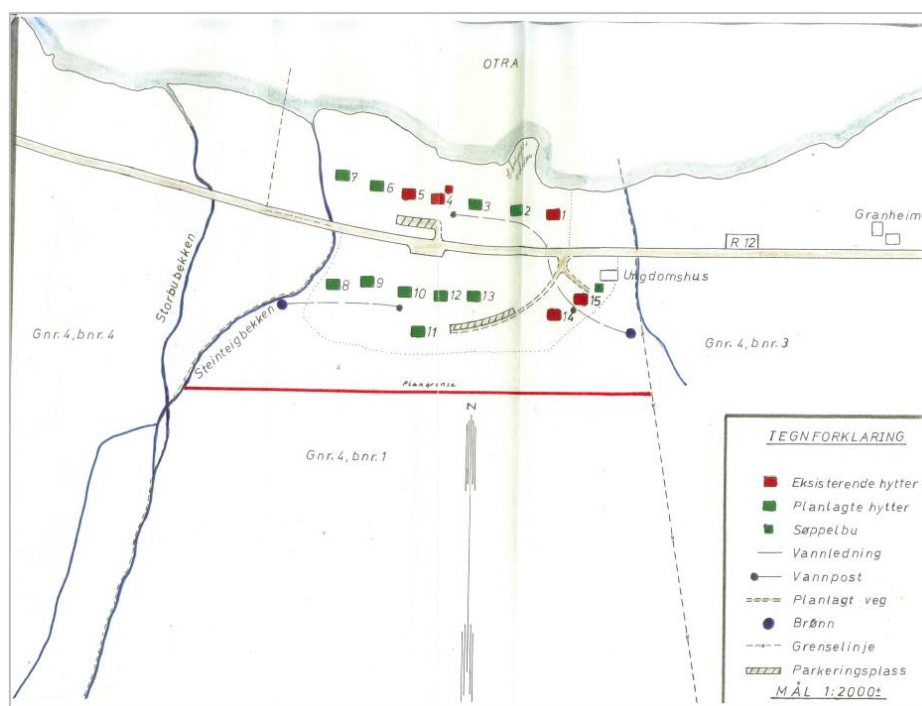 OTRA
7
6
5
4
3
2
1
Granheim
R 12
Ungdomshus
Storbubekken
8
9
10
12
13
15
14
11
Steinteigbekken
Gnr. 4, bnr. 4
Gnr. 4, bnr. 3
Plangrense
N
Gnr. 4, bnr. 1
TEGNFORKLARING
Eksisterende hytter
Planlagte hytter
Søppelbu
Vannledning
Vannpost
Planlagt veg
Brønn
Grenselinje
Parkeringsplass
MÅL 1:2000±